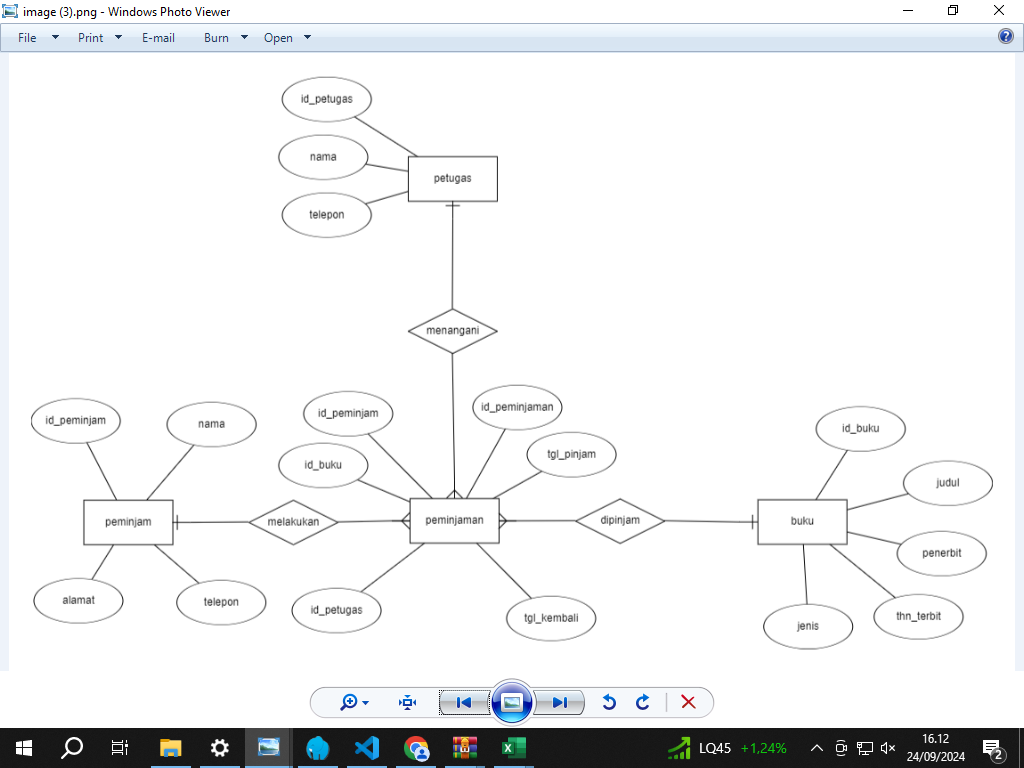 image (3).png - Windows Photo Viewer
File Print E-mail Burn Open
id_petugas
nama
petugas
telepon
menangani
id_peminjam
nama
id_peminjam
id_peminjaman
id_buku
tgl_pinjam
id_buku
judul
peminjam
melakukan
peminjaman
dipinjam
buku
penerbit
alamat
telepon
id_petugas
tgl_kembali
jenis
thn_terbit
LQ45 +1,24%
16.12
24/09/2024
2